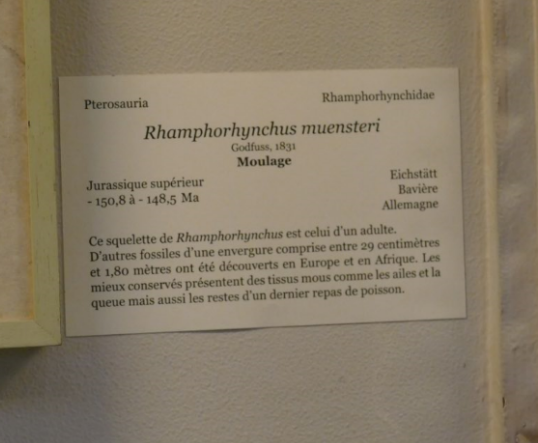 Pterosauria
Rhamphorhynchidae
Rhamphorhynchus muensteri
Godfuss, 1831
Moulage
Jurassique supérieur
- 150,8 à - 148,5 Ma
Eichstätt
Bavière
Allemagne
Ce squelette de Rhamphorhynchus est celui d'un adulte.
D'autres fossiles d'une envergure comprise entre 29 centimètres
et 1,80 mètres ont été découverts en Europe et en Afrique. Les
mieux conservés présentent des tissus mous comme les ailes et la
queue mais aussi les restes d'un dernier repas de poisson.